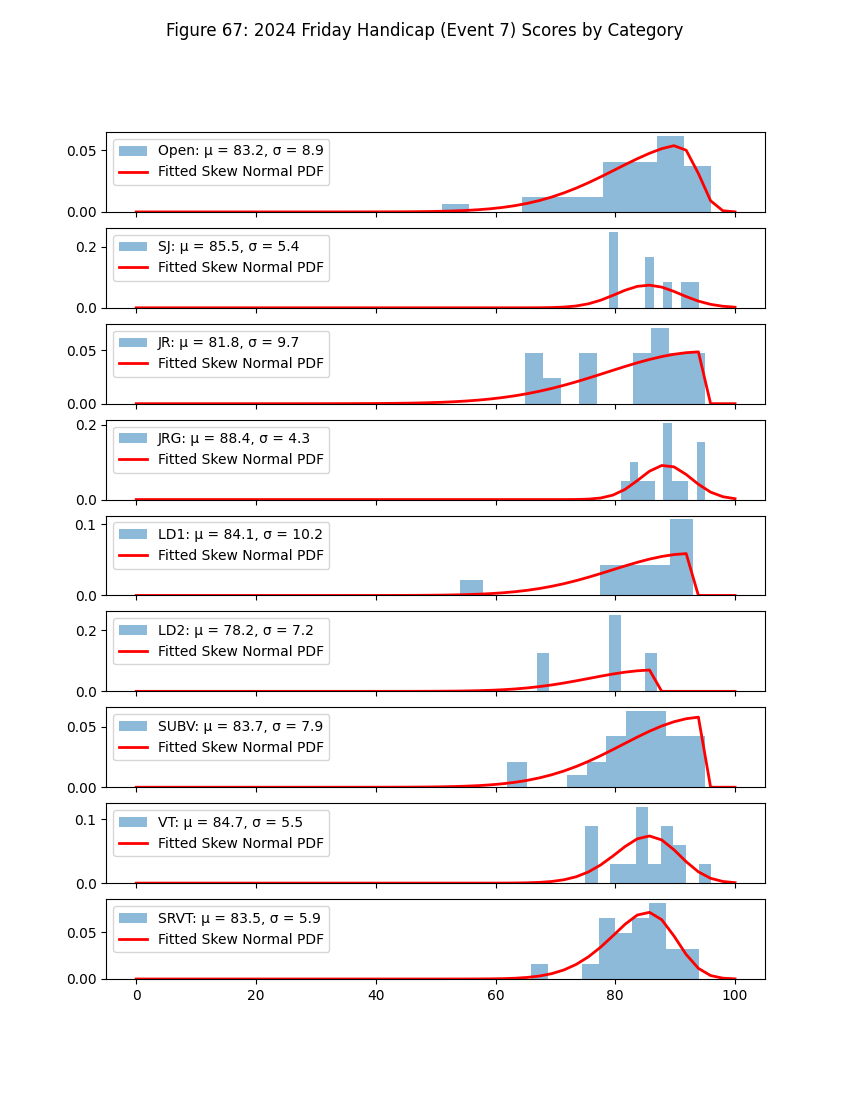 Figure 67: 2024 Friday Handicap (Event 7) Scores by Category
0.05
0.00
Open: μ = 83.2, σ = 8.9
Fitted Skew Normal PDF
0.2
0.0
SJ: μ = 85.5, σ = 5.4
Fitted Skew Normal PDF
0.05
0.00
JR: μ = 81.8, σ = 9.7
Fitted Skew Normal PDF
0.2
0.0
JRG: μ = 88.4, σ = 4.3
Fitted Skew Normal PDF
0.1
0.0
LD1: μ = 84.1, σ = 10.2
Fitted Skew Normal PDF
0.2
0.0
LD2: μ = 78.2, σ = 7.2
Fitted Skew Normal PDF
0.05
0.00
SUBV: μ = 83.7, σ = 7.9
Fitted Skew Normal PDF
0.1
0.0
VT: μ = 84.7, σ = 5.5
Fitted Skew Normal PDF
0.05
0.00
SRVT: μ = 83.5, σ = 5.9
Fitted Skew Normal PDF
0 20 40 60 80 100